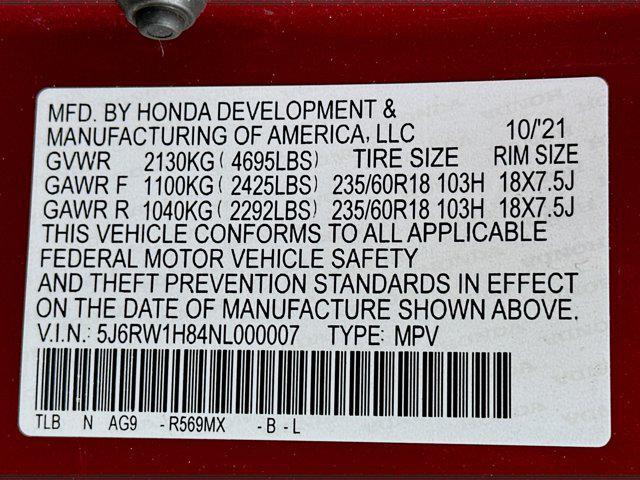 MFD. BY HONDA DEVELOPMENT &
MANUFACTURING OF AMERICA, LLC 10/'21
GVWR 2130KG ( 4695LBS ) TIRE SIZE RIM SIZE
GAWR F 1100KG ( 2425LBS ) 235/60R18 103H 18X7.5J
GAWR R 1040KG ( 2292LBS ) 235/60R18 103H 18X7.5J
THIS VEHICLE CONFORMS TO ALL APPLICABLE
FEDERAL MOTOR VEHICLE SAFETY
AND THEFT PREVENTION STANDARDS IN EFFECT
ON THE DATE OF MANUFACTURE SHOWN ABOVE.
V.I.N.: 5J6RW1H84NL000007 TYPE: MPV
TLB N AG9 -R569MX -B-L